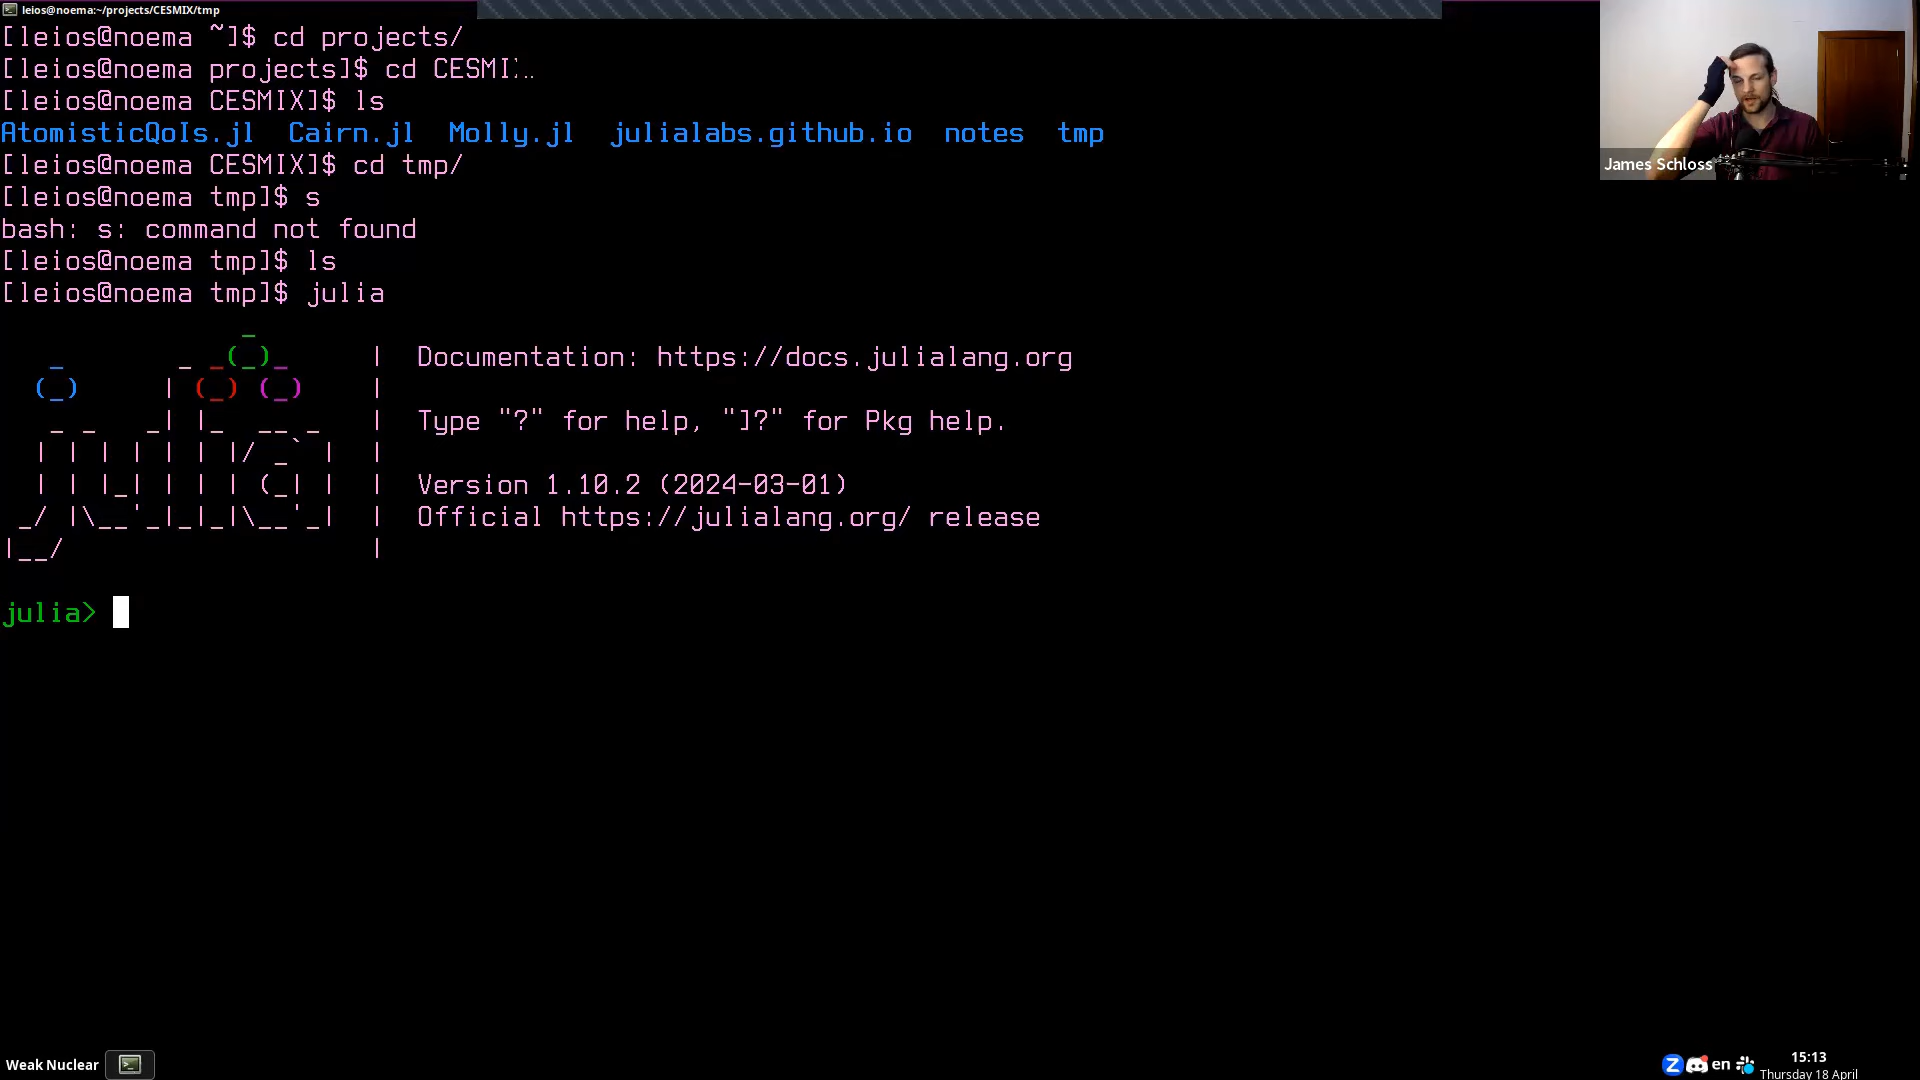 leios@noema:~/projects/CESMIX/tmp
[leios@noema ~]$ cd projects/
[leios@noema projects]$ cd CESMI
[leios@noema CESMIX]$ ls
AtomisticQoIs.jl  Cairn.jl  Molly.jl  julialabs.github.io  notes  tmp
[leios@noema CESMIX]$ cd tmp/
[leios@noema tmp]$ s
bash: s: command not found
[leios@noema tmp]$ ls
[leios@noema tmp]$ julia
Documentation: https://docs.julialang.org
Type "?" for help, "]?" for Pkg help.
Version 1.10.2 (2024-03-01)
Official https://julialang.org/ release
julia>
James Schloss
Weak Nuclear
en
15:13
Thursday 18 April